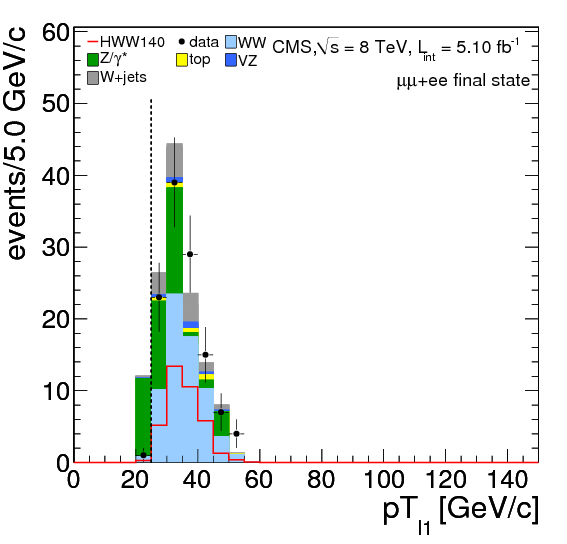 HWW140 data WW CMS,√s = 8 TeV, L_int = 5.10 fb⁻¹
Z/γ* top VZ
W+jets
μμ+ee final state
events/5.0 GeV/c
60
50
40
30
20
10
0
0 20 40 60 80 100 120 140
pT_l1 [GeV/c]